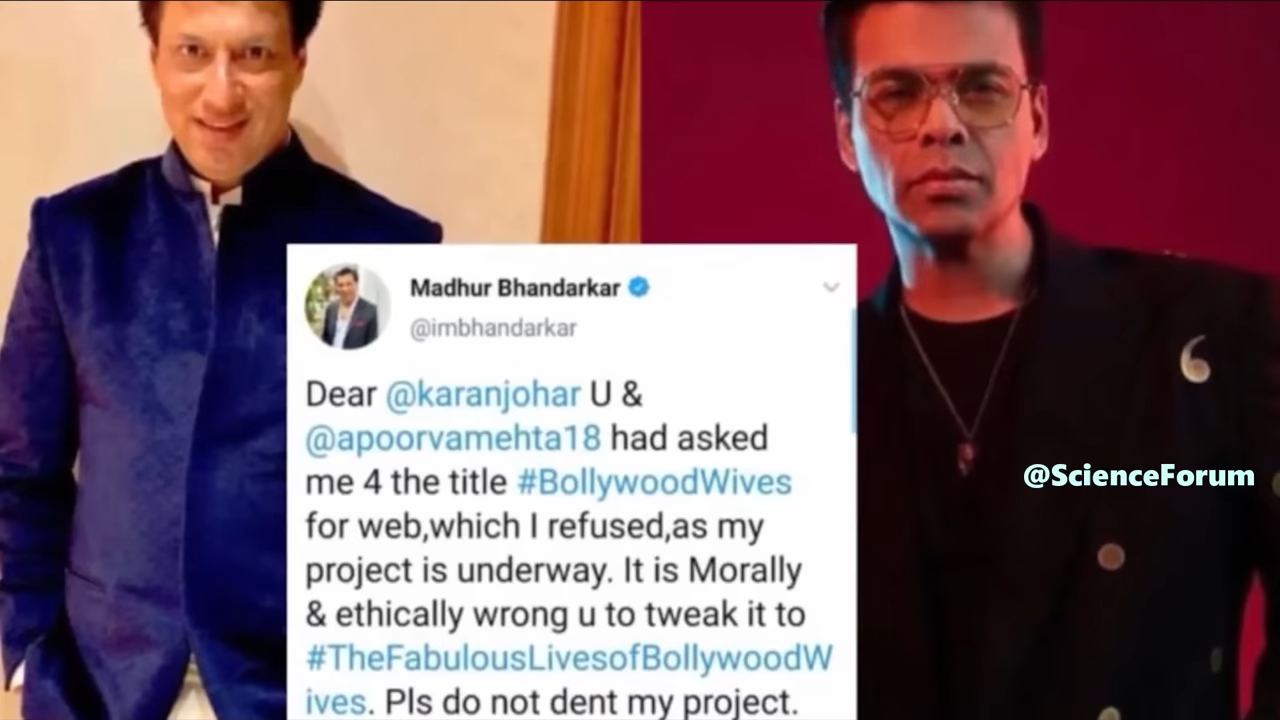 Madhur Bhandarkar
@imbhandarkar
Dear @karanjohar U &
@apoorvamehta18 had asked
me 4 the title #BollywoodWives
for web,which I refused,as my
project is underway. It is Morally
& ethically wrong u to tweak it to
#TheFabulousLivesofBollywoodW
ives. Pls do not dent my project.
@ScienceForum